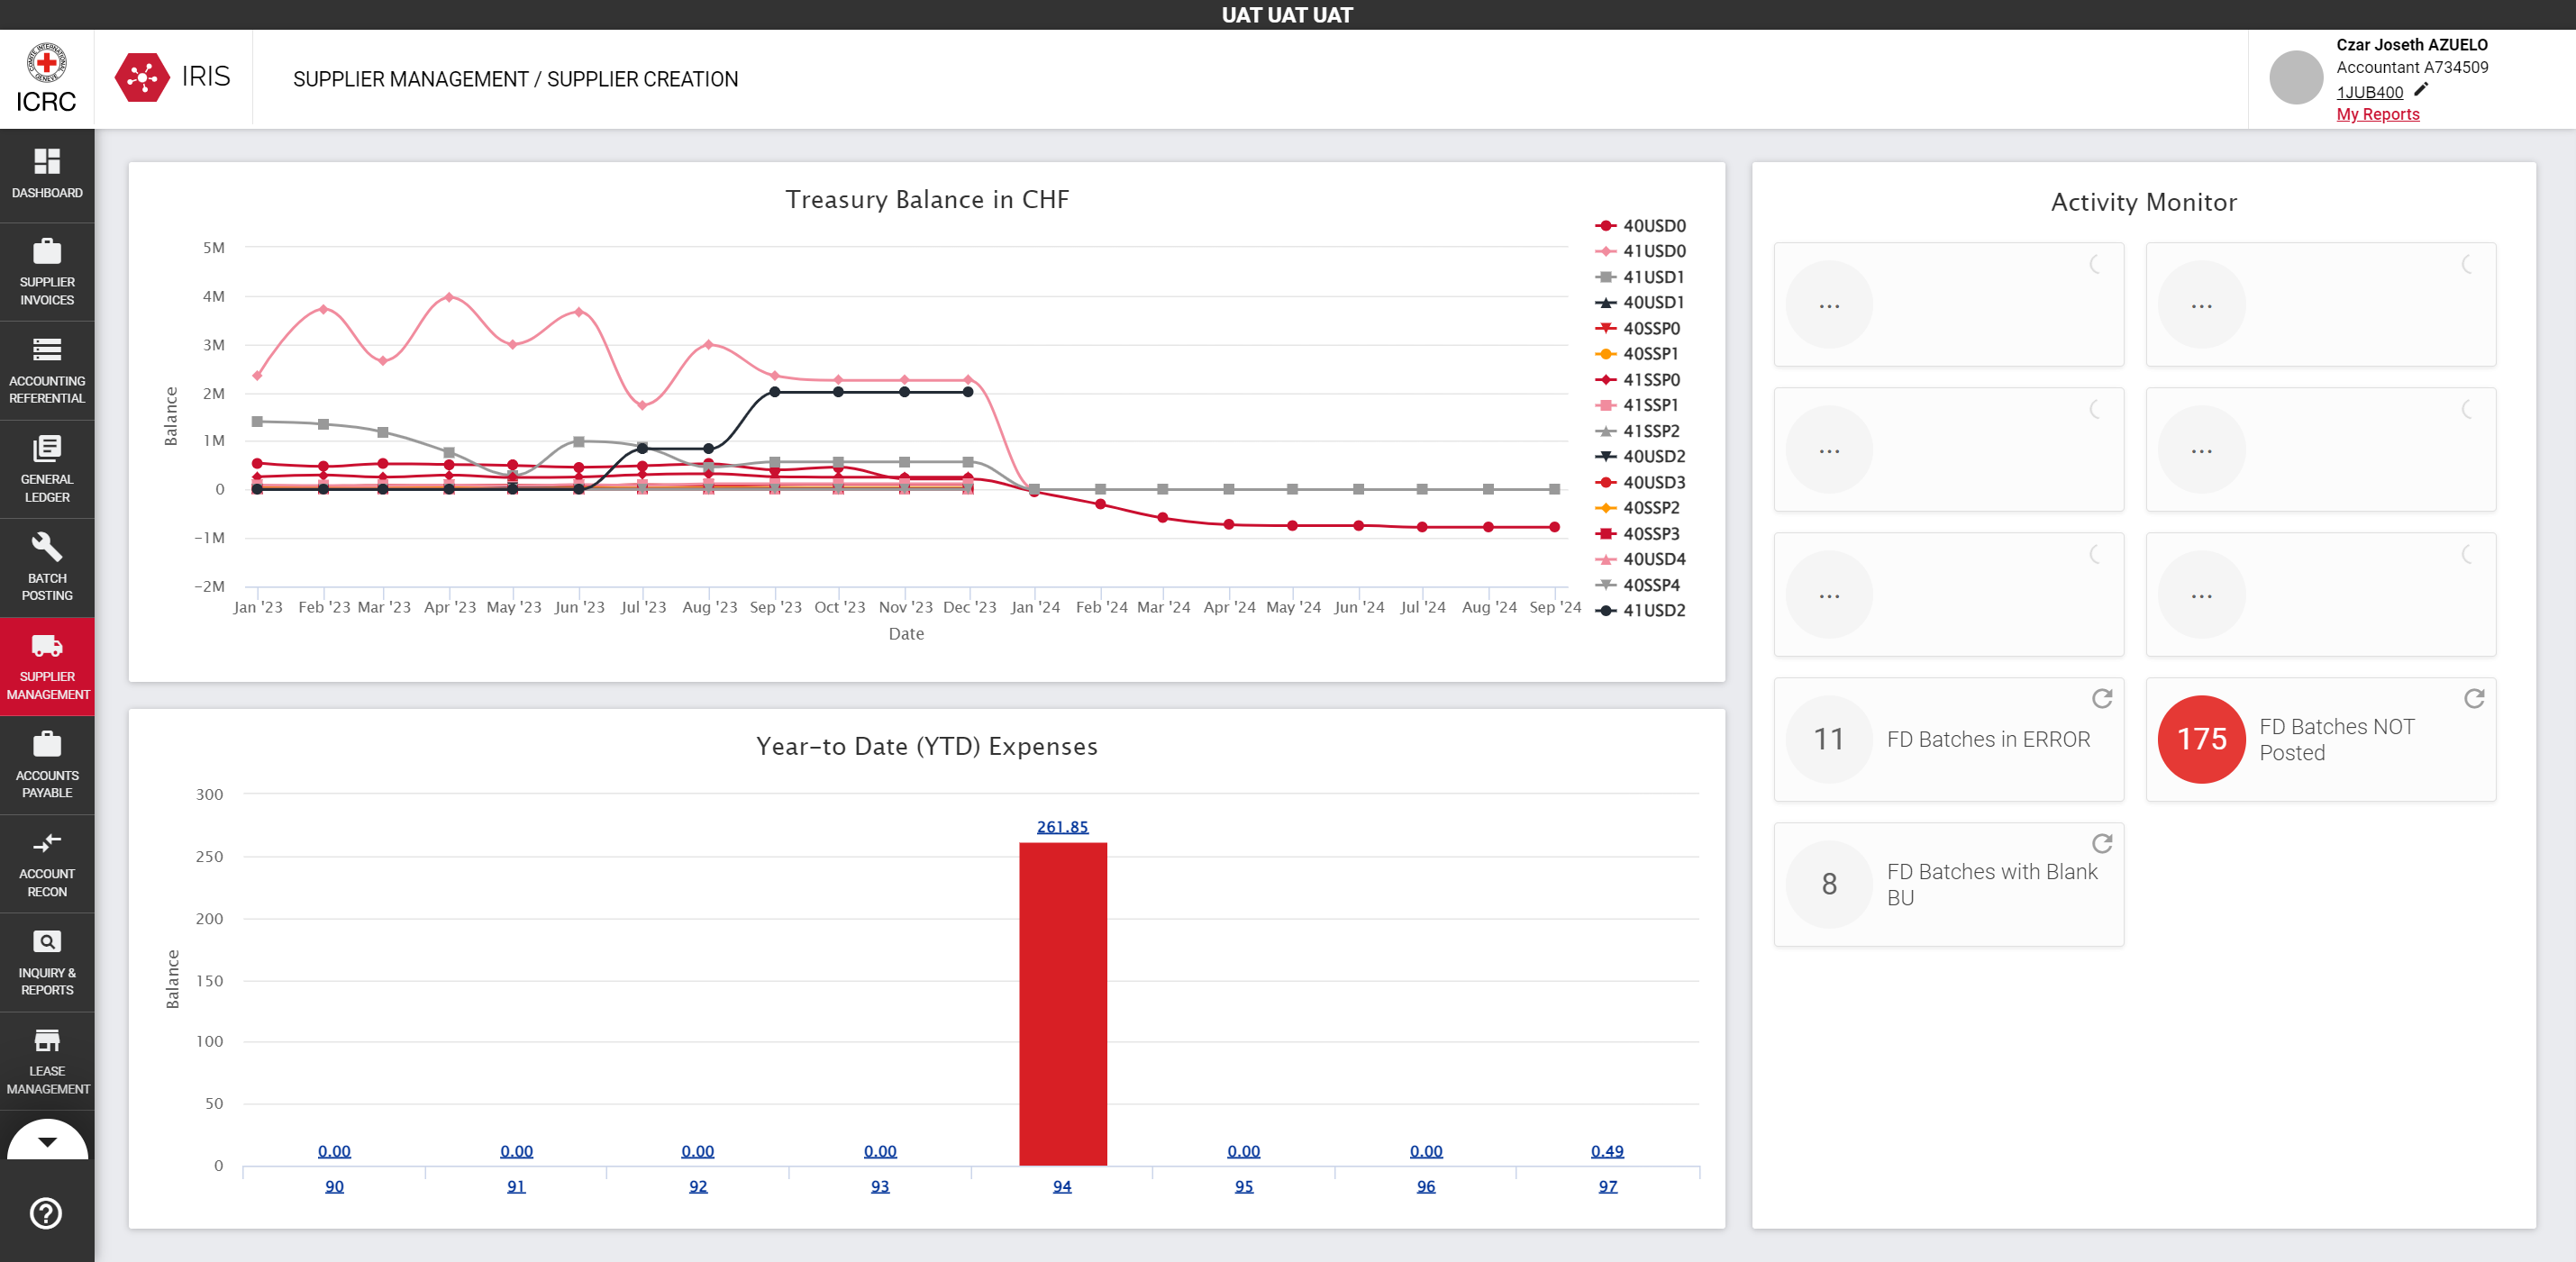 UAT UAT UAT
ICRC
IRIS
SUPPLIER MANAGEMENT / SUPPLIER CREATION
Czar Joseth AZUELO
Accountant A734509
1JUB400
My Reports
DASHBOARD
SUPPLIER
INVOICES
ACCOUNTING
REFERENTIAL
GENERAL
LEDGER
BATCH
POSTING
SUPPLIER
MANAGEMENT
ACCOUNTS
PAYABLE
ACCOUNT
RECON
INQUIRY &
REPORTS
LEASE
MANAGEMENT
Treasury Balance in CHF
Balance
5M
4M
3M
2M
1M
0
-1M
-2M
Jan '23 Feb '23 Mar '23 Apr '23 May '23 Jun '23 Jul '23 Aug '23 Sep '23 Oct '23 Nov '23 Dec '23 Jan '24 Feb '24 Mar '24 Apr '24 May '24 Jun '24 Jul '24 Aug '24 Sep '24
Date
40USD0
41USD0
41USD1
40USD1
40SSP0
40SSP1
41SSP0
41SSP1
41SSP2
40USD2
40USD3
40SSP2
40SSP3
40USD4
40SSP4
41USD2
Year-to Date (YTD) Expenses
Balance
300
250
200
150
100
50
0
261.85
0.00 0.00 0.00 0.00 0.00 0.00 0.49
90 91 92 93 94 95 96 97
Activity Monitor
... ...
... ...
... ...
11 FD Batches in ERROR
175 FD Batches NOT
Posted
8 FD Batches with Blank
BU